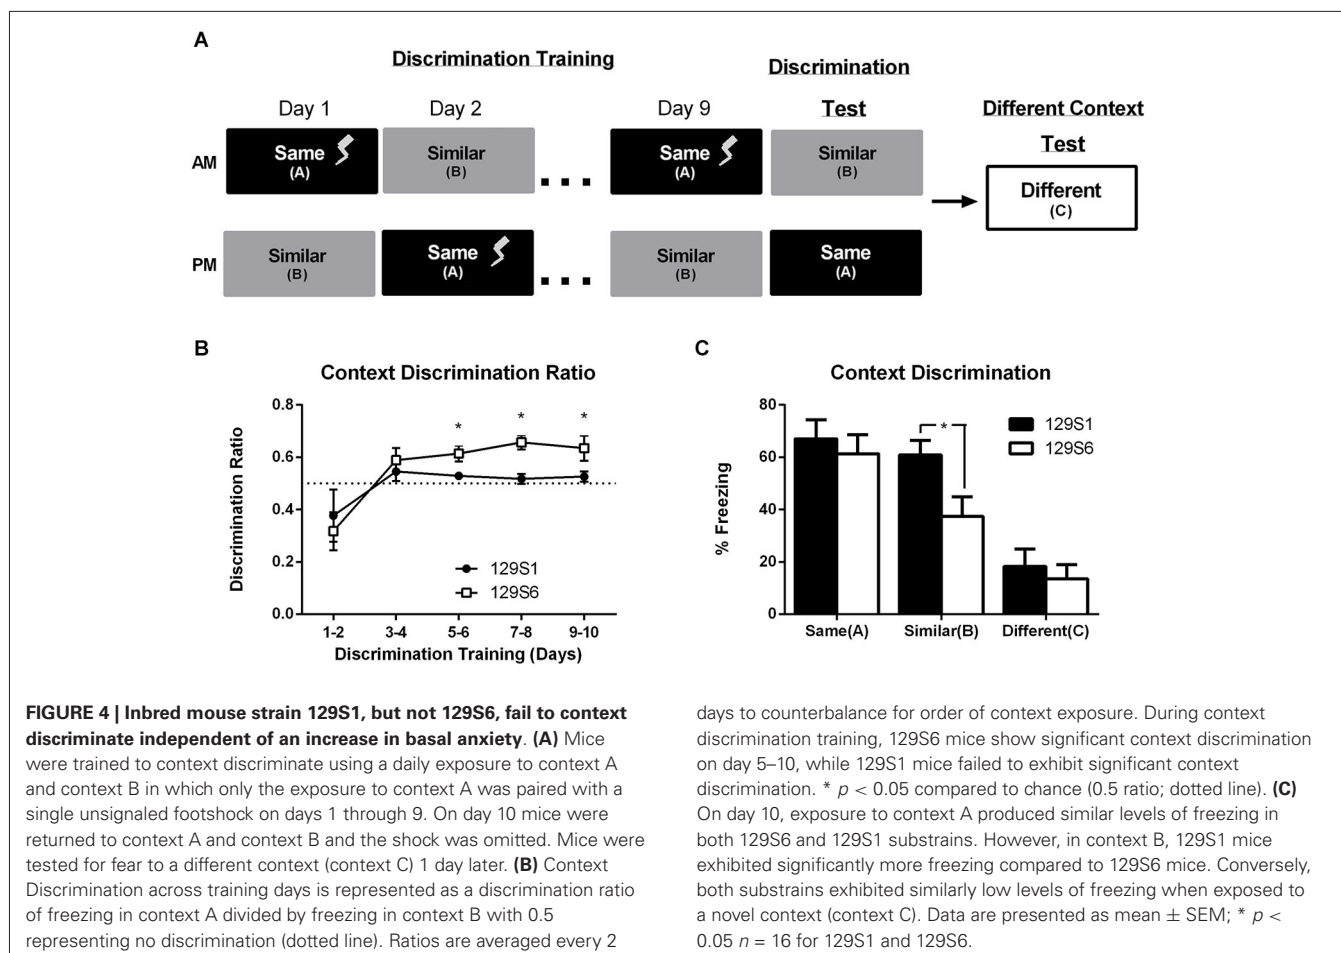 A
Discrimination Training
Discrimination
Test
Different Context
Test
Day 1
Day 2
Day 9
AM
Same
(A)
Similar
(B)
Same
(A)
Similar
(B)
Different
(C)
PM
Similar
(B)
Same
(A)
Similar
(B)
Same
(A)
B
Context Discrimination Ratio
Discrimination Ratio
0.8
0.6
0.4
0.2
0.0
* * *
129S1
129S6
1-2 3-4 5-6 7-8 9-10
Discrimination Training (Days)
C
Context Discrimination
% Freezing
80
60
40
20
0
*
129S1
129S6
Same(A) Similar(B) Different(C)
FIGURE 4 | Inbred mouse strain 129S1, but not 129S6, fail to context
discriminate independent of an increase in basal anxiety. (A) Mice
were trained to context discriminate using a daily exposure to context A
and context B in which only the exposure to context A was paired with a
single unsignaled footshock on days 1 through 9. On day 10 mice were
returned to context A and context B and the shock was omitted. Mice were
tested for fear to a different context (context C) 1 day later. (B) Context
Discrimination across training days is represented as a discrimination ratio
of freezing in context A divided by freezing in context B with 0.5
representing no discrimination (dotted line). Ratios are averaged every 2
days to counterbalance for order of context exposure. During context
discrimination training, 129S6 mice show significant context discrimination
on day 5–10, while 129S1 mice failed to exhibit significant context
discrimination. * p < 0.05 compared to chance (0.5 ratio; dotted line). (C)
On day 10, exposure to context A produced similar levels of freezing in
both 129S6 and 129S1 substrains. However, in context B, 129S1 mice
exhibited significantly more freezing compared to 129S6 mice. Conversely,
both substrains exhibited similarly low levels of freezing when exposed to
a novel context (context C). Data are presented as mean ± SEM; * p <
0.05 n = 16 for 129S1 and 129S6.